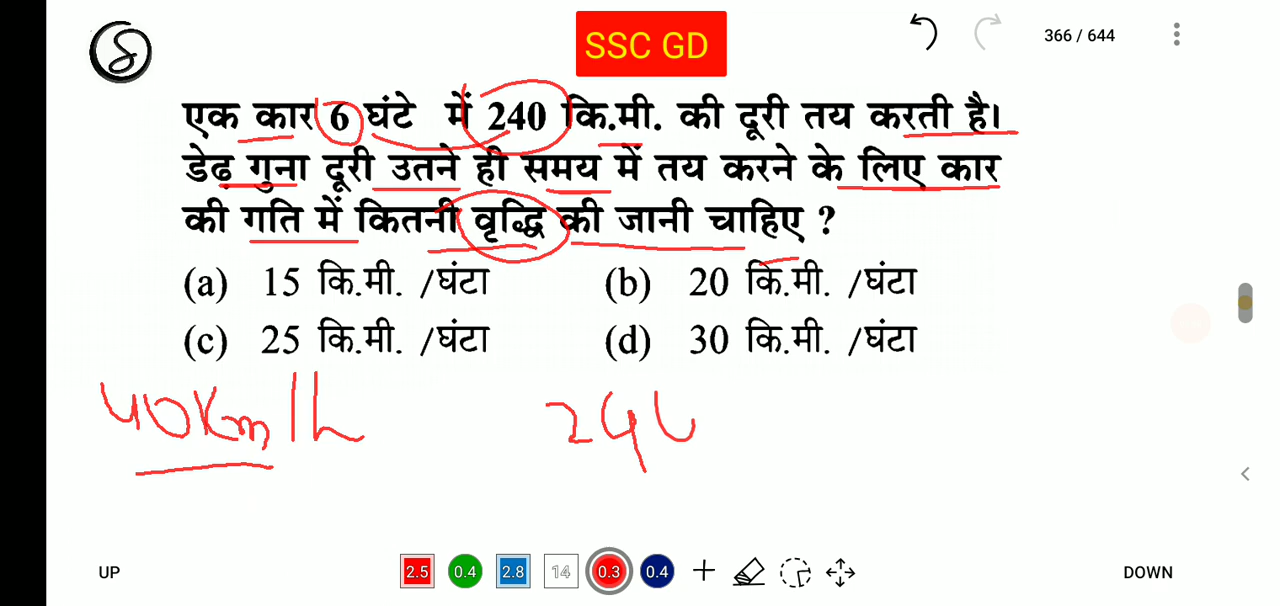 8
SSC GD
366 / 644
एक कार 6 घंटे में 240 कि.मी. की दूरी तय करती है।
डेढ़ गुना दूरी उतने ही समय में तय करने के लिए कार
की गति में कितनी वृद्धि की जानी चाहिए ?
(a) 15 कि.मी. /घंटा (b) 20 कि.मी. /घंटा
(c) 25 कि.मी. /घंटा (d) 30 कि.मी. /घंटा
40Km/h
UP 2.5 0.4 2.8 14 0.3 0.4 DOWN